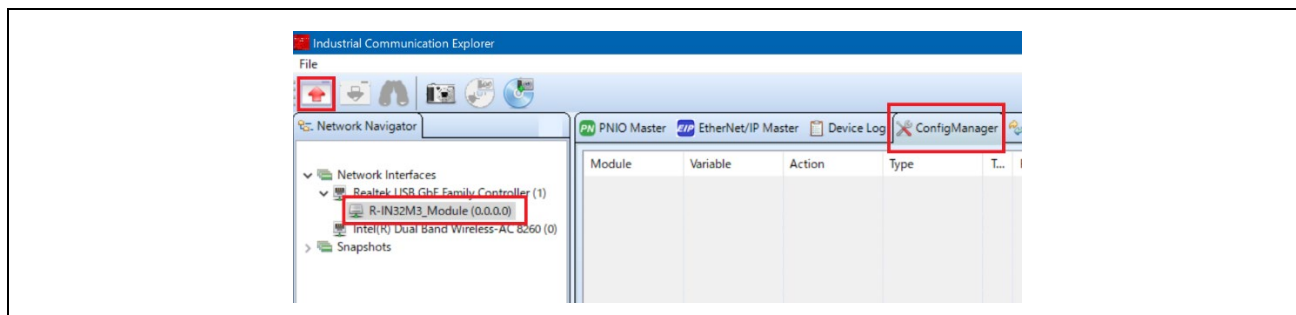 Industrial Communication Explorer
File
Network Navigator
PNIO Master EtherNet/IP Master Device Log ConfigManager
Module Variable Action Type T...
Network Interfaces
Realtek USB GbE Family Controller (1)
R-IN32M3_Module (0.0.0.0)
Intel(R) Dual Band Wireless-AC 8260 (0)
Snapshots